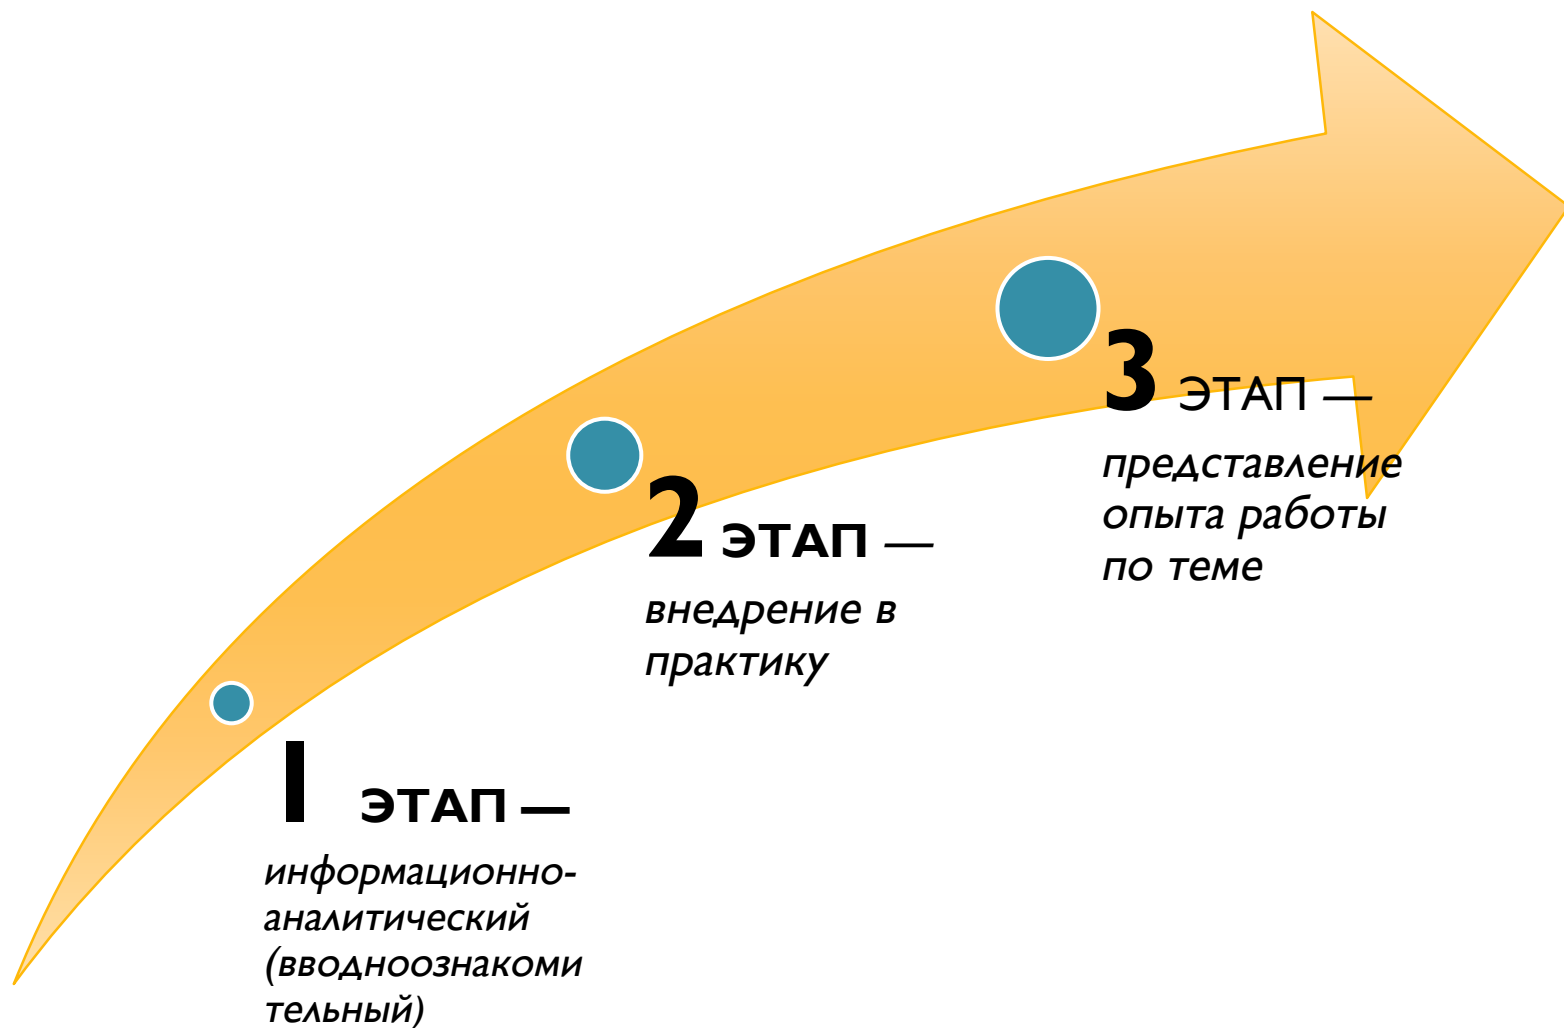 1 ЭТАП —
информационно-
аналитический
(вводноознакоми
тельный)
2 ЭТАП —
внедрение в
практику
3 ЭТАП —
представление
опыта работы
по теме